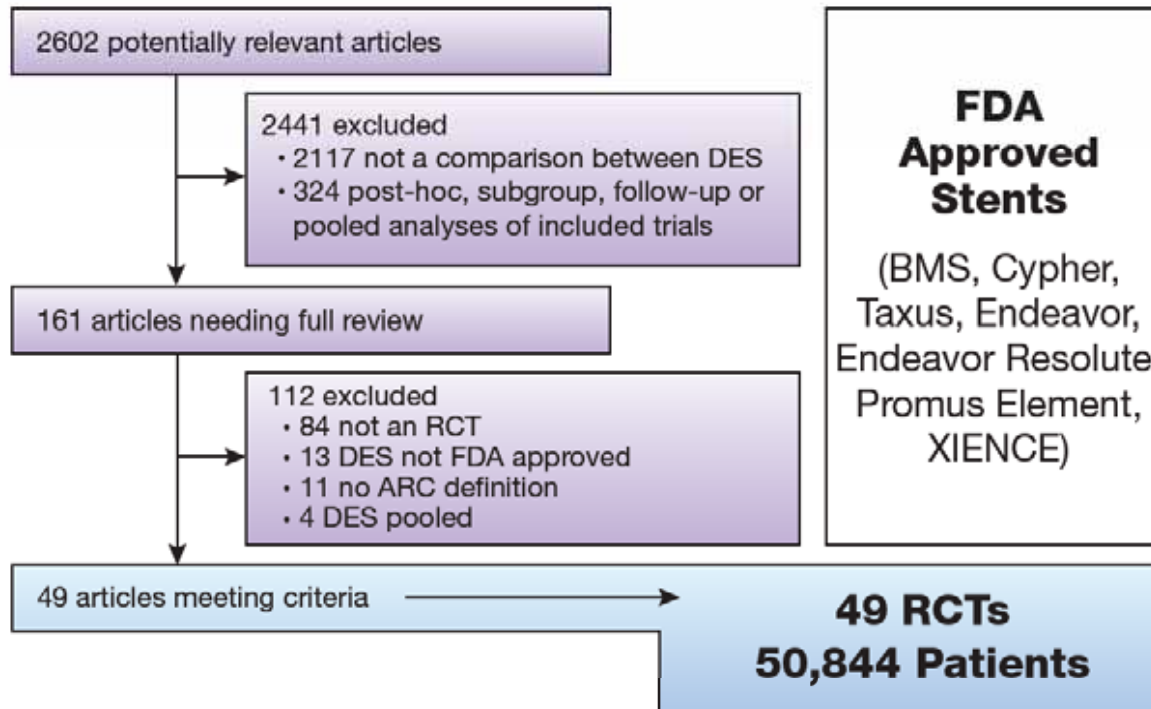 2602 potentially relevant articles
2441 excluded
• 2117 not a comparison between DES
• 324 post-hoc, subgroup, follow-up or
pooled analyses of included trials
161 articles needing full review
112 excluded
• 84 not an RCT
• 13 DES not FDA approved
• 11 no ARC definition
• 4 DES pooled
49 articles meeting criteria
49 RCTs
50,844 Patients
FDA
Approved
Stents
(BMS, Cypher,
Taxus, Endeavor,
Endeavor Resolute
Promus Element,
XIENCE)